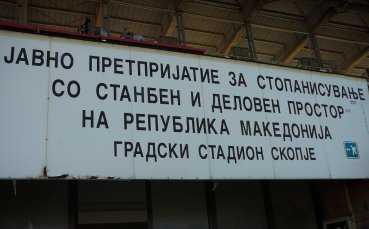 ЈАВНО ПРЕТПРИЈАТИЕ ЗА СТОПАНИСУВАЊЕ
СО СТАНБЕН И ДЕЛОВЕН ПРОСТОР
НА РЕПУБЛИКА МАКЕДОНИЈА
ГРАДСКИ СТАДИОН СКОПЈЕ